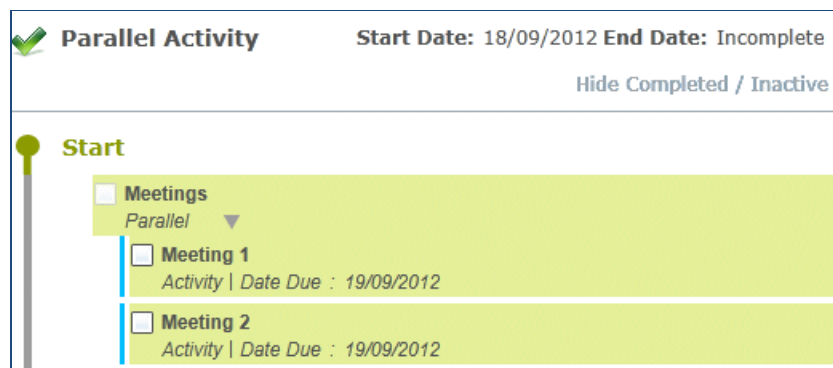 Parallel Activity Start Date: 18/09/2012 End Date: Incomplete
Hide Completed / Inactive
Start
Meetings
Parallel
Meeting 1
Activity | Date Due : 19/09/2012
Meeting 2
Activity | Date Due : 19/09/2012